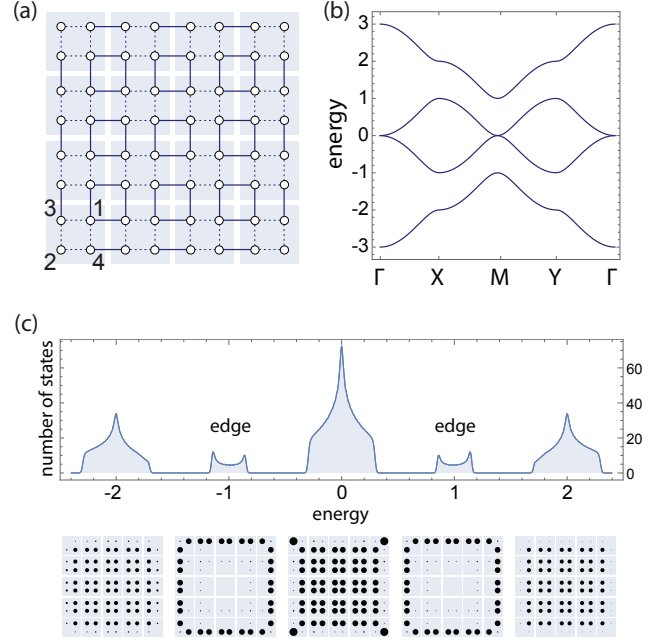 (a)
3
1
2
4
(b)
energy
3
2
1
0
-1
-2
-3
Γ X M Y Γ
(c)
number of states
edge
edge
60
40
20
0
-2 -1 0 1 2
energy